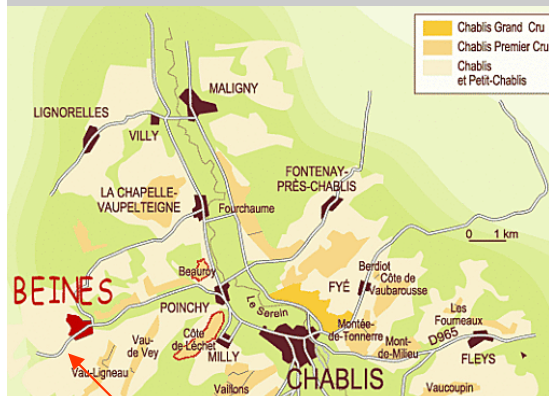 Chablis Grand Cru
Chablis Premier Cru
Chablis
et Petit-Chablis
MALIGNY
LIGNORELLES
VILLY
FONTENAY-
PRÈS-CHABLIS
LA CHAPELLE-
VAUPELTEIGNE
Fourchaume
0 1 km
Beauroy
Berdiot
Côte de
Vaubarousse
FYÉ
BEINES
POINCHY
Le Serein
Les
Fourneaux
Montée-
de-Tonnerre
Côte
de Léchet
Vau-
de Vey
Mont-
de-Milieu
D965
MILLY
FLEYS
Vau-Ligneau
CHABLIS
Vaillons
Vaucoupin